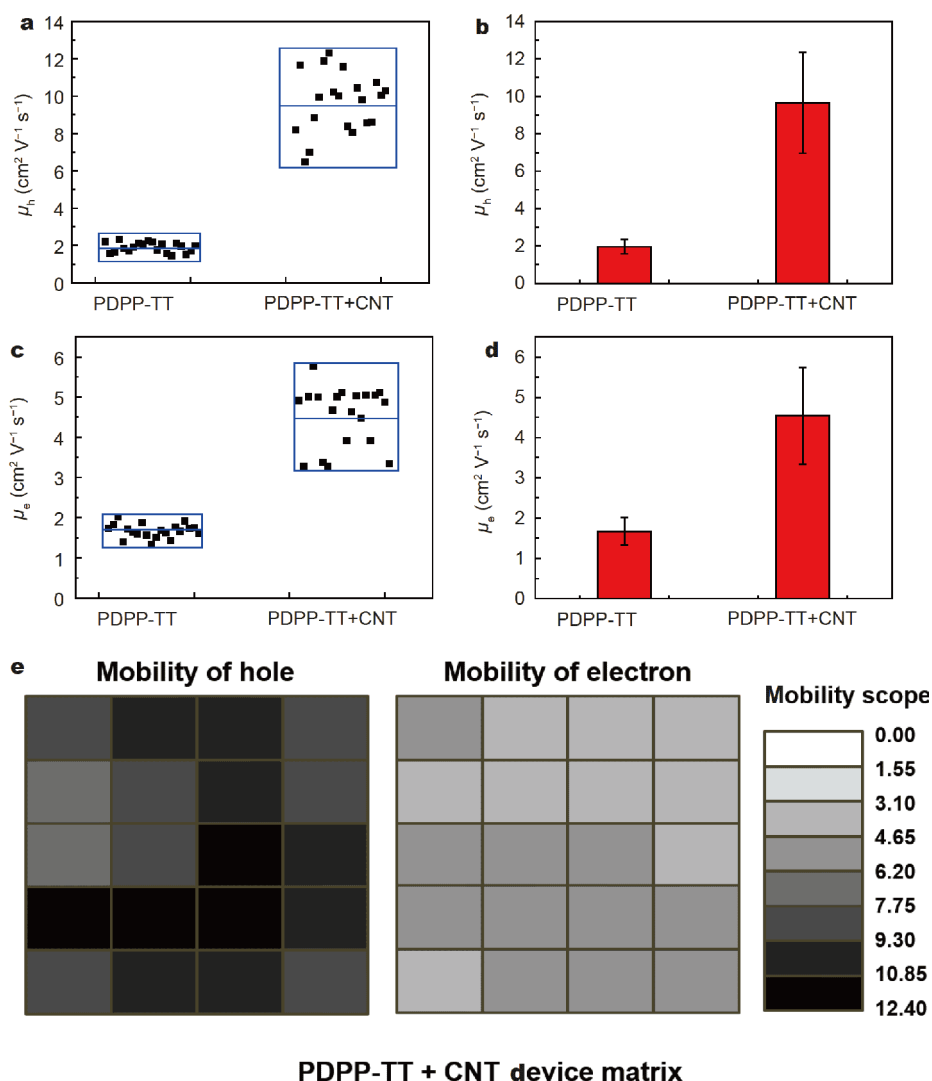 a
14
12
10
8
6
4
2
0
μh (cm² V⁻¹ s⁻¹)
PDPP-TT
PDPP-TT+CNT
b
14
12
10
8
6
4
2
0
μh (cm² V⁻¹ s⁻¹)
PDPP-TT
PDPP-TT+CNT
c
6
5
4
3
2
1
0
μe (cm² V⁻¹ s⁻¹)
PDPP-TT
PDPP-TT+CNT
d
6
5
4
3
2
1
0
μe (cm² V⁻¹ s⁻¹)
PDPP-TT
PDPP-TT+CNT
e
Mobility of hole
Mobility of electron
Mobility scope
0.00
1.55
3.10
4.65
6.20
7.75
9.30
10.85
12.40
PDPP-TT + CNT device matrix